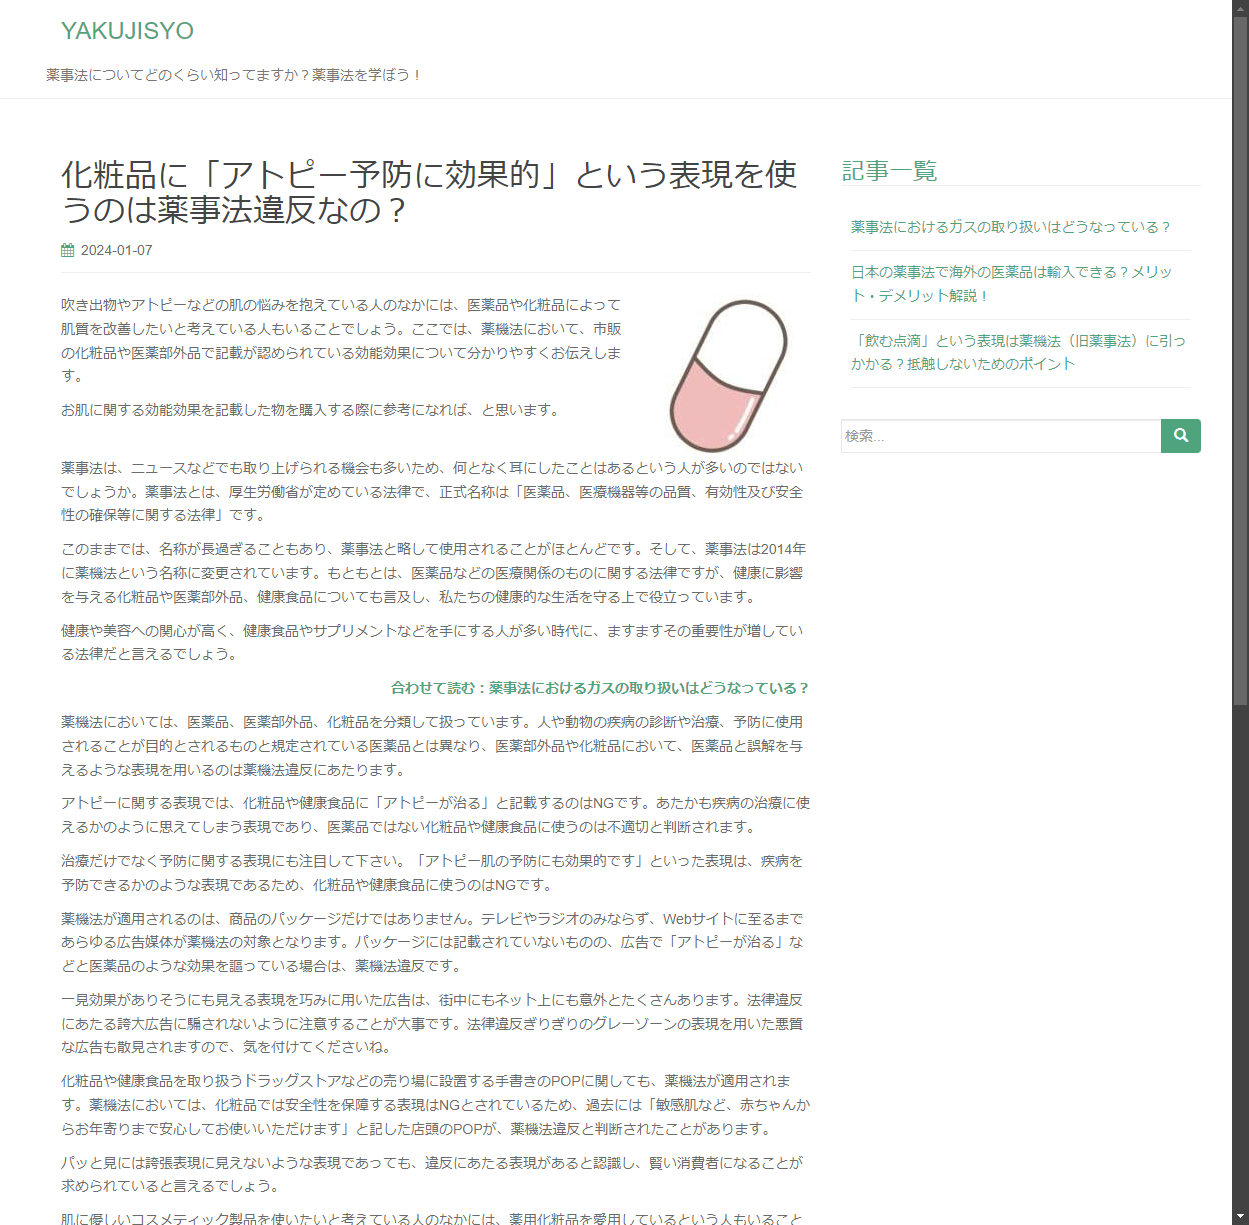 YAKUJISYO
薬事法についてどのくらい知ってますか？薬事法を学ぼう！
化粧品に「アトピー予防に効果的」という表現を使
うのは薬事法違反なの？
2024-01-07
吹き出物やアトピーなどの肌の悩みを抱えている人のなかには、医薬品や化粧品によって
肌質を改善したいと考えている人もいることでしょう。ここでは、薬機法において、市販
の化粧品や医薬部外品で記載が認められている効能効果について分かりやすくお伝えしま
す。
お肌に関する効能効果を記載した物を購入する際に参考になれば、と思います。
薬事法は、ニュースなどでも取り上げられる機会も多いため、何となく耳にしたことはあるという人が多いのではない
でしょうか。薬事法とは、厚生労働省が定めている法律で、正式名称は「医薬品、医療機器等の品質、有効性及び安全
性の確保等に関する法律」です。
このままでは、名称が長過ぎることもあり、薬事法と略して使用されることがほとんどです。そして、薬事法は2014年
に薬機法という名称に変更されています。もともとは、医薬品などの医療関係のものに関する法律ですが、健康に影響
を与える化粧品や医薬部外品、健康食品についても言及し、私たちの健康的な生活を守る上で役立っています。
健康や美容への関心が高く、健康食品やサプリメントなどを手にする人が多い時代に、ますますその重要性が増してい
る法律だと言えるでしょう。
合わせて読む：薬事法におけるガスの取り扱いはどうなっている？
薬機法においては、医薬品、医薬部外品、化粧品を分類して扱っています。人や動物の疾病の診断や治療、予防に使用
されることが目的とされるものと規定されている医薬品とは異なり、医薬部外品や化粧品において、医薬品と誤解を与
えるような表現を用いるのは薬機法違反にあたります。
アトピーに関する表現では、化粧品や健康食品に「アトピーが治る」と記載するのはNGです。あたかも疾病の治療に使
えるかのように思えてしまう表現であり、医薬品ではない化粧品や健康食品に使うのは不適切と判断されます。
治療だけでなく予防に関する表現にも注目して下さい。「アトピー肌の予防にも効果的です」といった表現は、疾病を
予防できるかのような表現であるため、化粧品や健康食品に使うのはNGです。
薬機法が適用されるのは、商品のパッケージだけではありません。テレビやラジオのみならず、Webサイトに至るまで
あらゆる広告媒体が薬機法の対象となります。パッケージには記載されていないものの、広告で「アトピーが治る」な
どと医薬品のような効果を謳っている場合は、薬機法違反です。
一見効果がありそうにも見える表現を巧みに用いた広告は、街中にもネット上にも意外とたくさんあります。法律違反
にあたる誇大広告に騙されないように注意することが大事です。法律違反ぎりぎりのグレーゾーンの表現を用いた悪質
な広告も散見されますので、気を付けてくださいね。
化粧品や健康食品を取り扱うドラッグストアなどの売り場に設置する手書きのPOPに関しても、薬機法が適用されま
す。薬機法においては、化粧品では安全性を保障する表現はNGとされているため、過去には「敏感肌など、赤ちゃんか
らお年寄りまで安心してお使いいただけます」と記した店頭のPOPが、薬機法違反と判断されたことがあります。
パッと見には誇張表現に見えないような表現であっても、違反にあたる表現があると認識し、賢い消費者になることが
求められていると言えるでしょう。
肌に優しいコスメティック製品を使いたいと考えている人のなかには、薬用化粧品を愛用しているという人もいること
記事一覧
薬事法におけるガスの取り扱いはどうなっている？
日本の薬事法で海外の医薬品は輸入できる？メリッ
ト・デメリット解説！
「飲む点滴」という表現は薬機法（旧薬事法）に引っ
かかる？抵触しないためのポイント
検索...